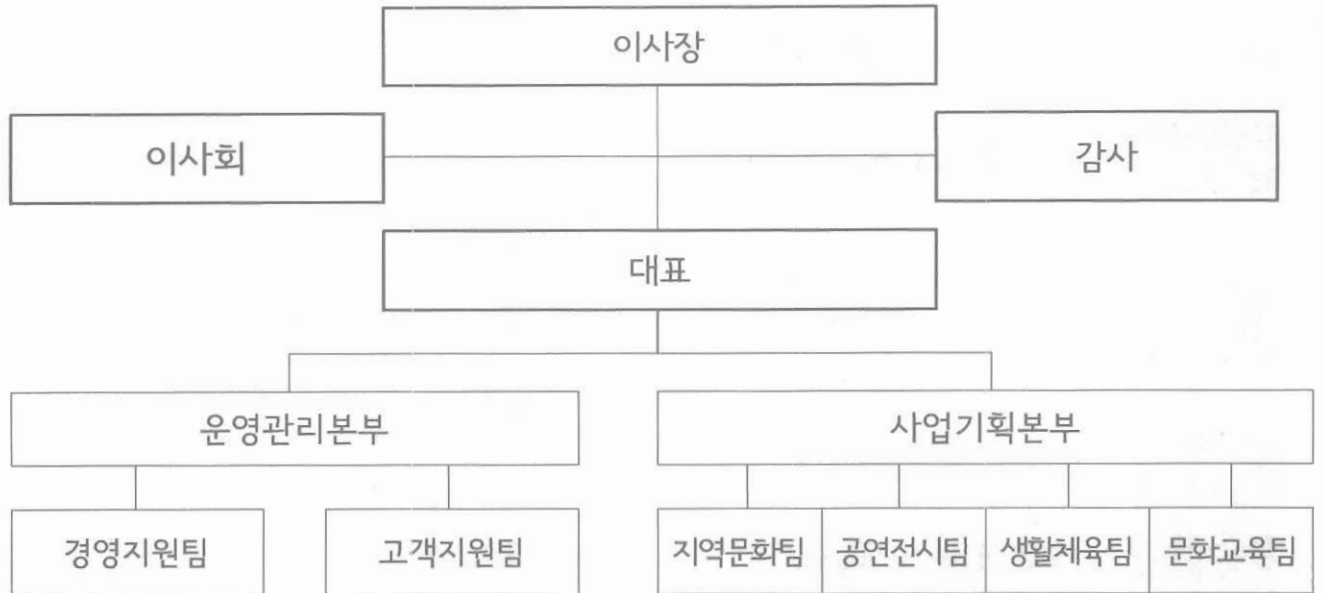 이사장
이사회
감사
대표
운영관리본부
사업기획본부
경영지원팀
고객지원팀
지역문화팀
공연전시팀
생활체육팀
문화교육팀